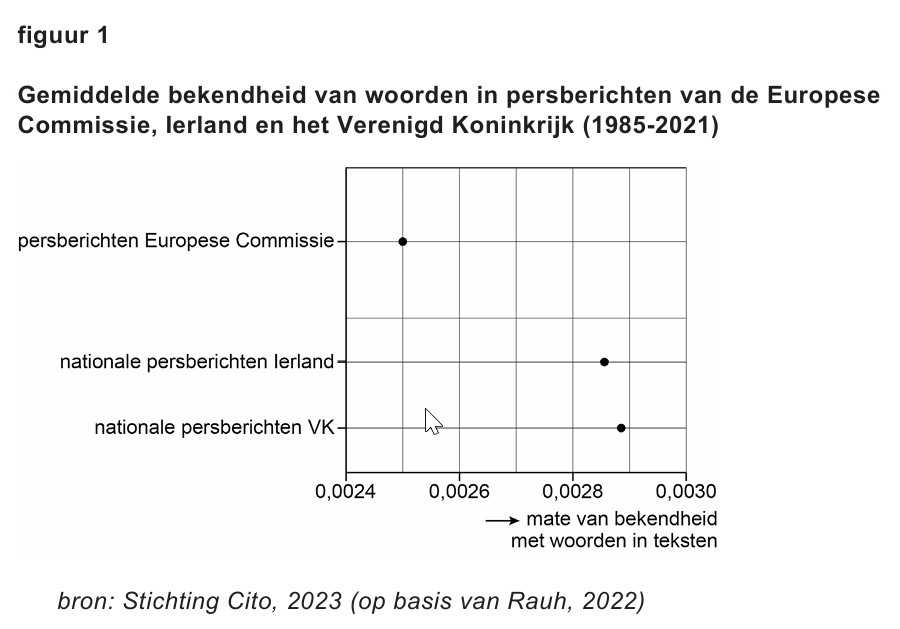 figuur 1
Gemiddelde bekendheid van woorden in persberichten van de Europese
Commissie, Ierland en het Verenigd Koninkrijk (1985-2021)
persberichten Europese Commissie
nationale persberichten Ierland
nationale persberichten VK
0,0024 0,0026 0,0028 0,0030
mate van bekendheid
met woorden in teksten
bron: Stichting Cito, 2023 (op basis van Rauh, 2022)